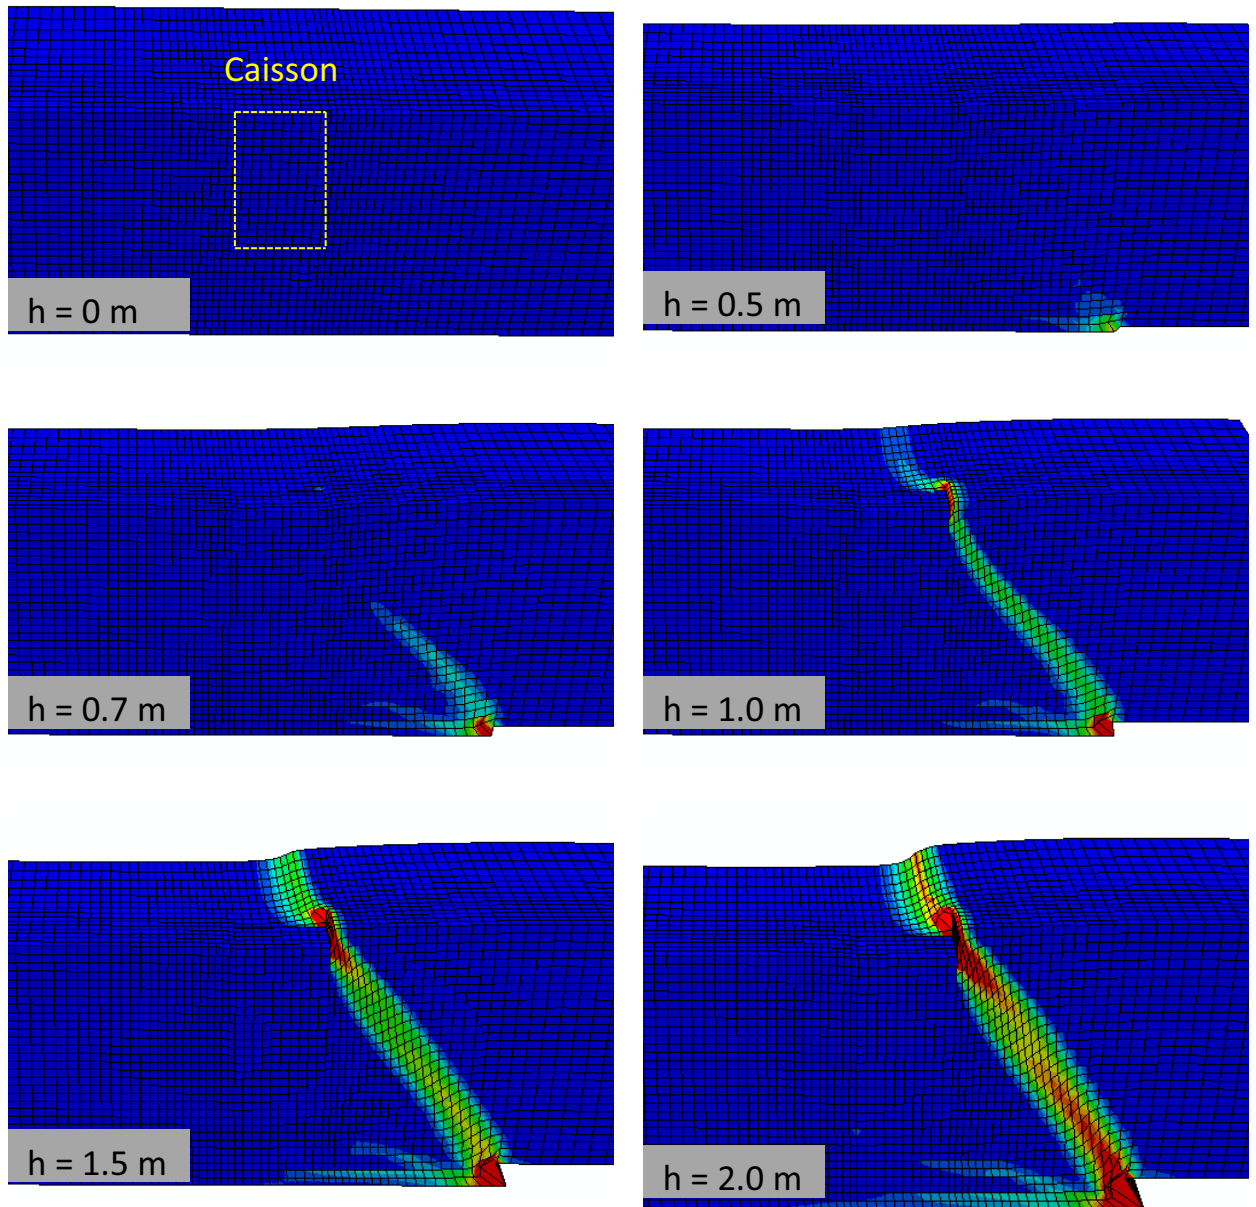 Caisson
h = 0 m
h = 0.5 m
h = 0.7 m
h = 1.0 m
h = 1.5 m
h = 2.0 m